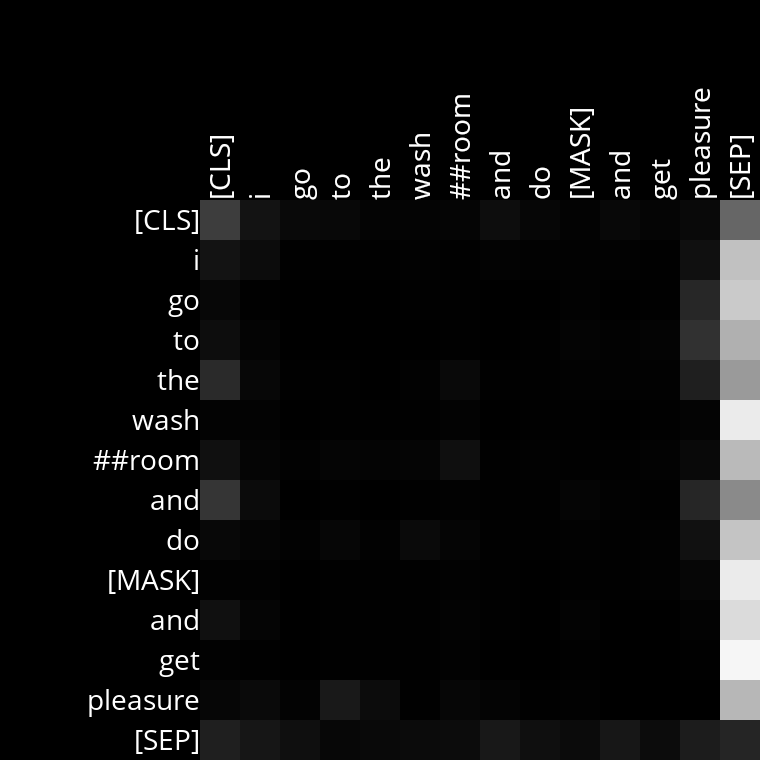 [CLS] i go to the wash ##room and do [MASK] and get pleasure [SEP]
[CLS]
i
go
to
the
wash
##room
and
do
[MASK]
and
get
pleasure
[SEP]